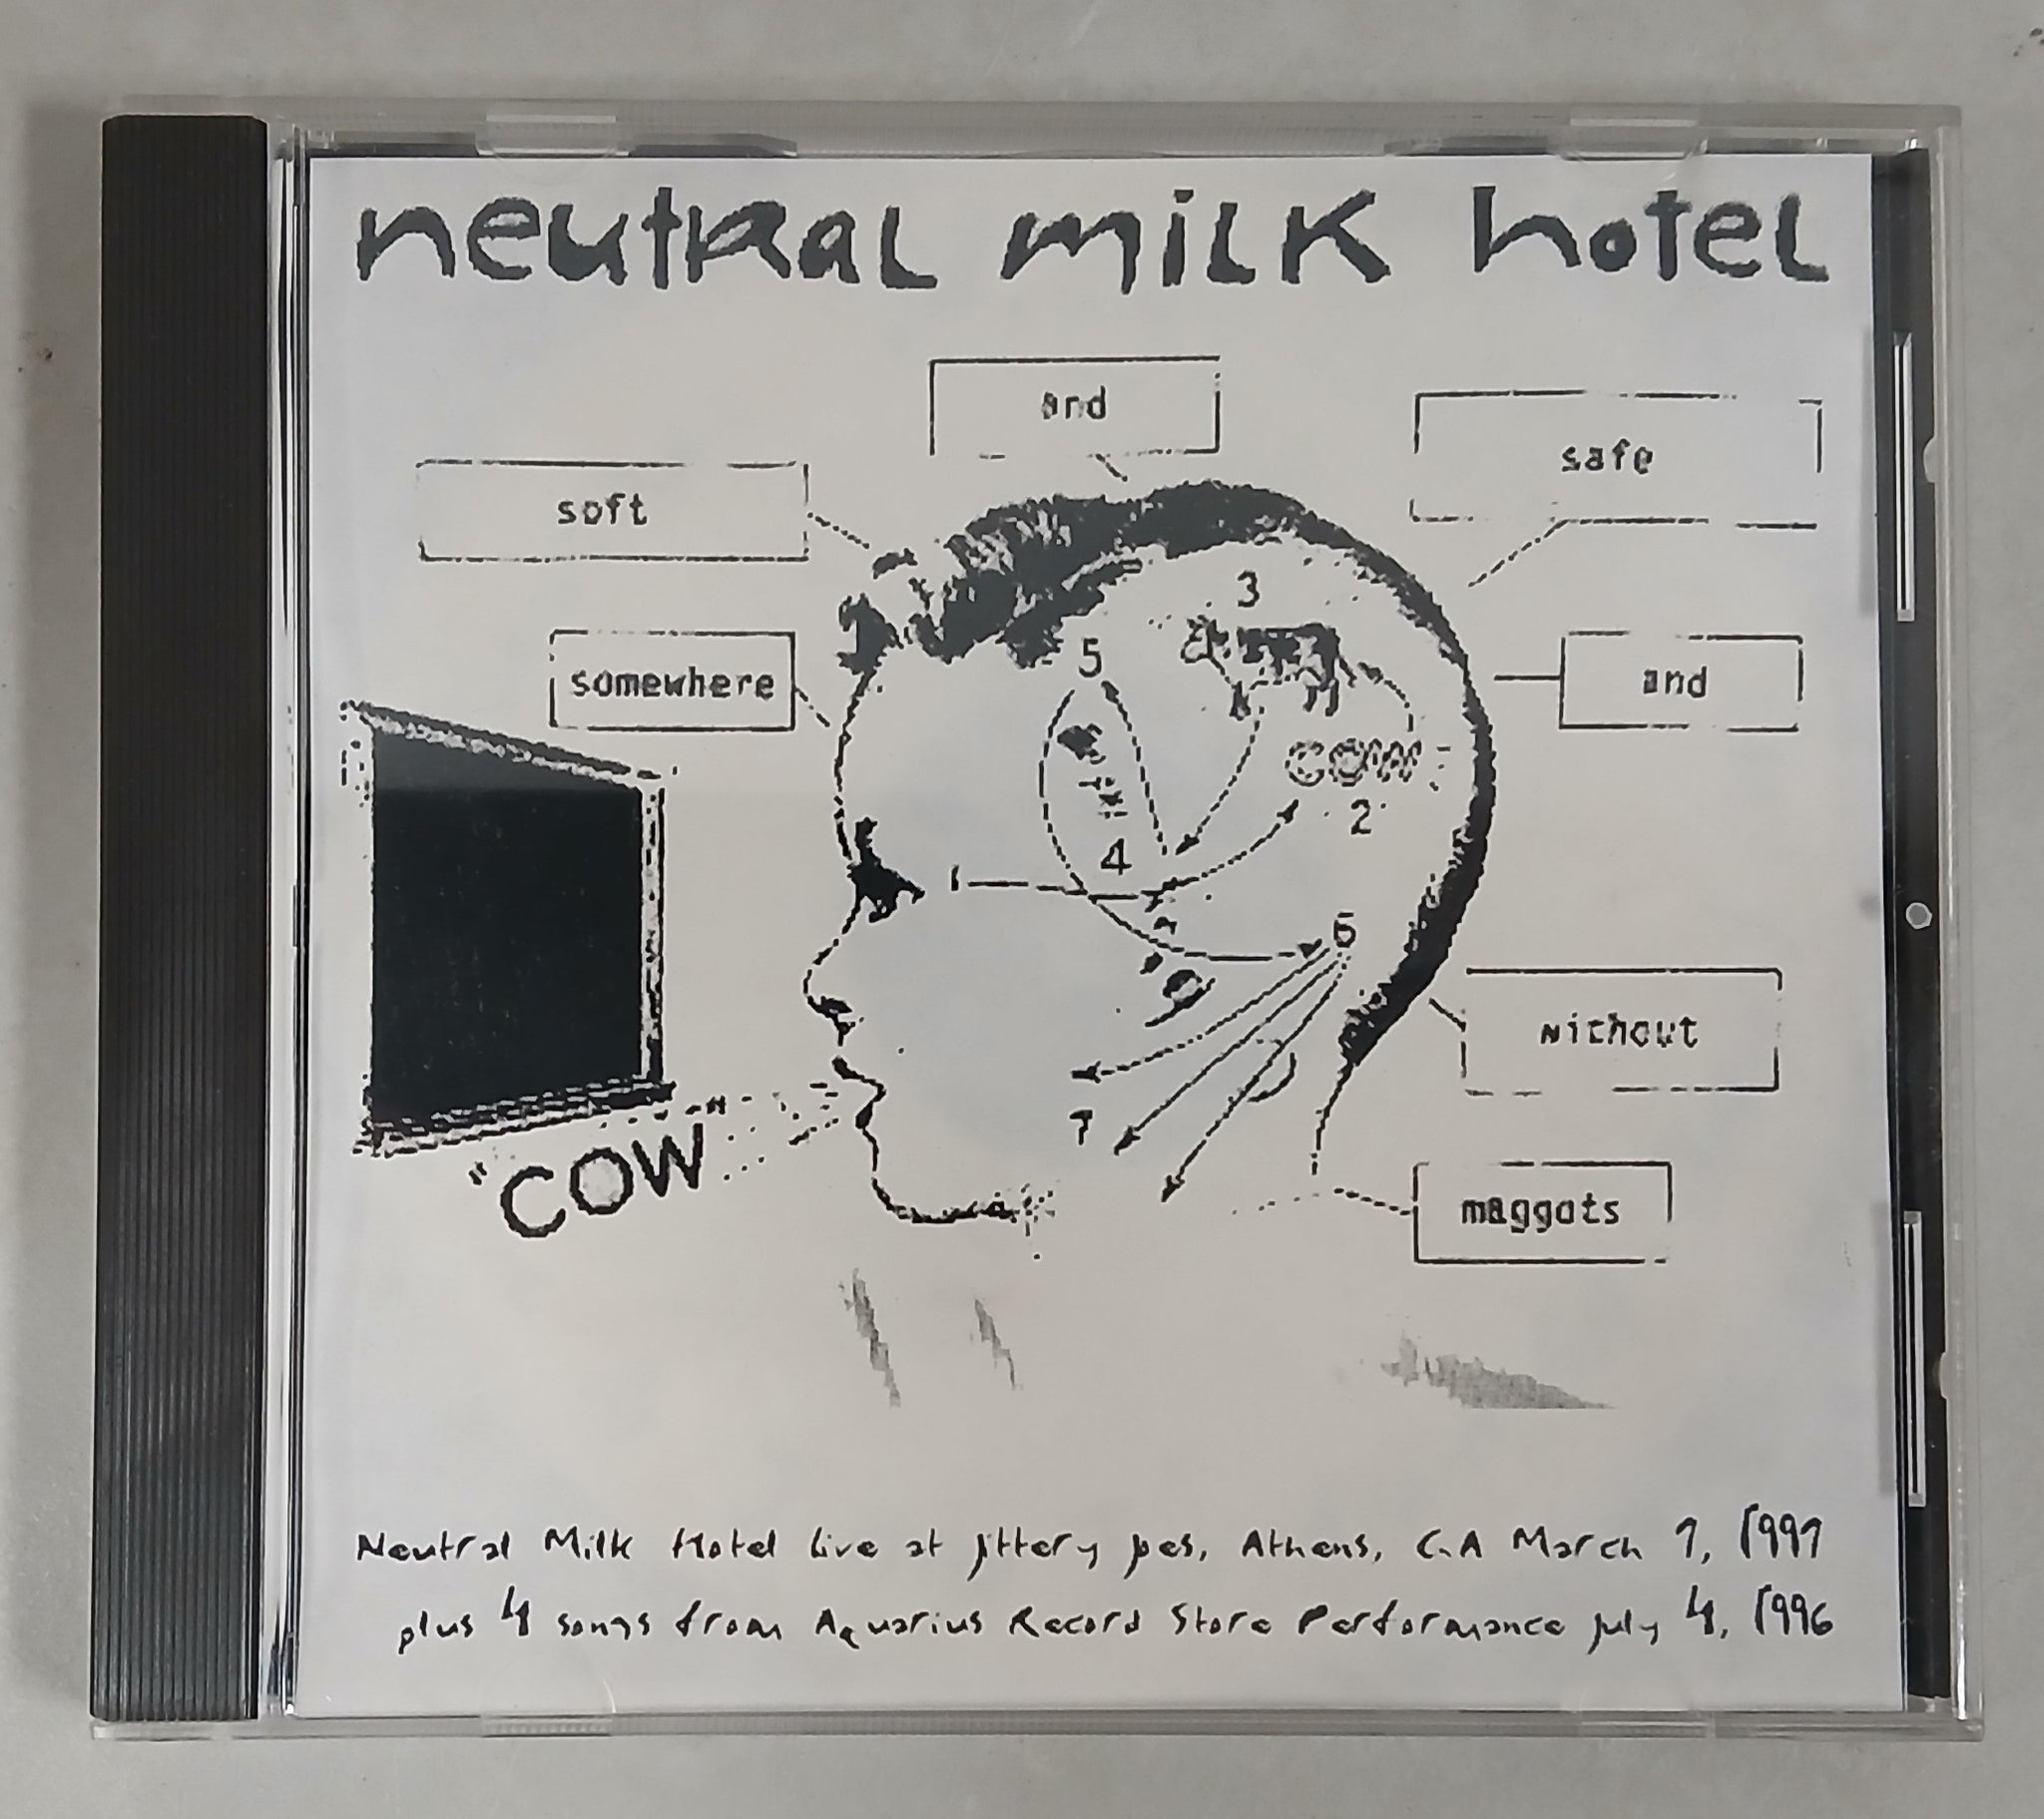 neutRaL miLK hotel
and
safe
soft
3
5
somewhere
and
cow
2
4
1
6
without
7
"COW"
maggots
Neutral Milk Hotel Live at jittery joes, Athens, GA March 7, 1997
plus 4 songs from Aquarius Record Store Performance july 4, 1996